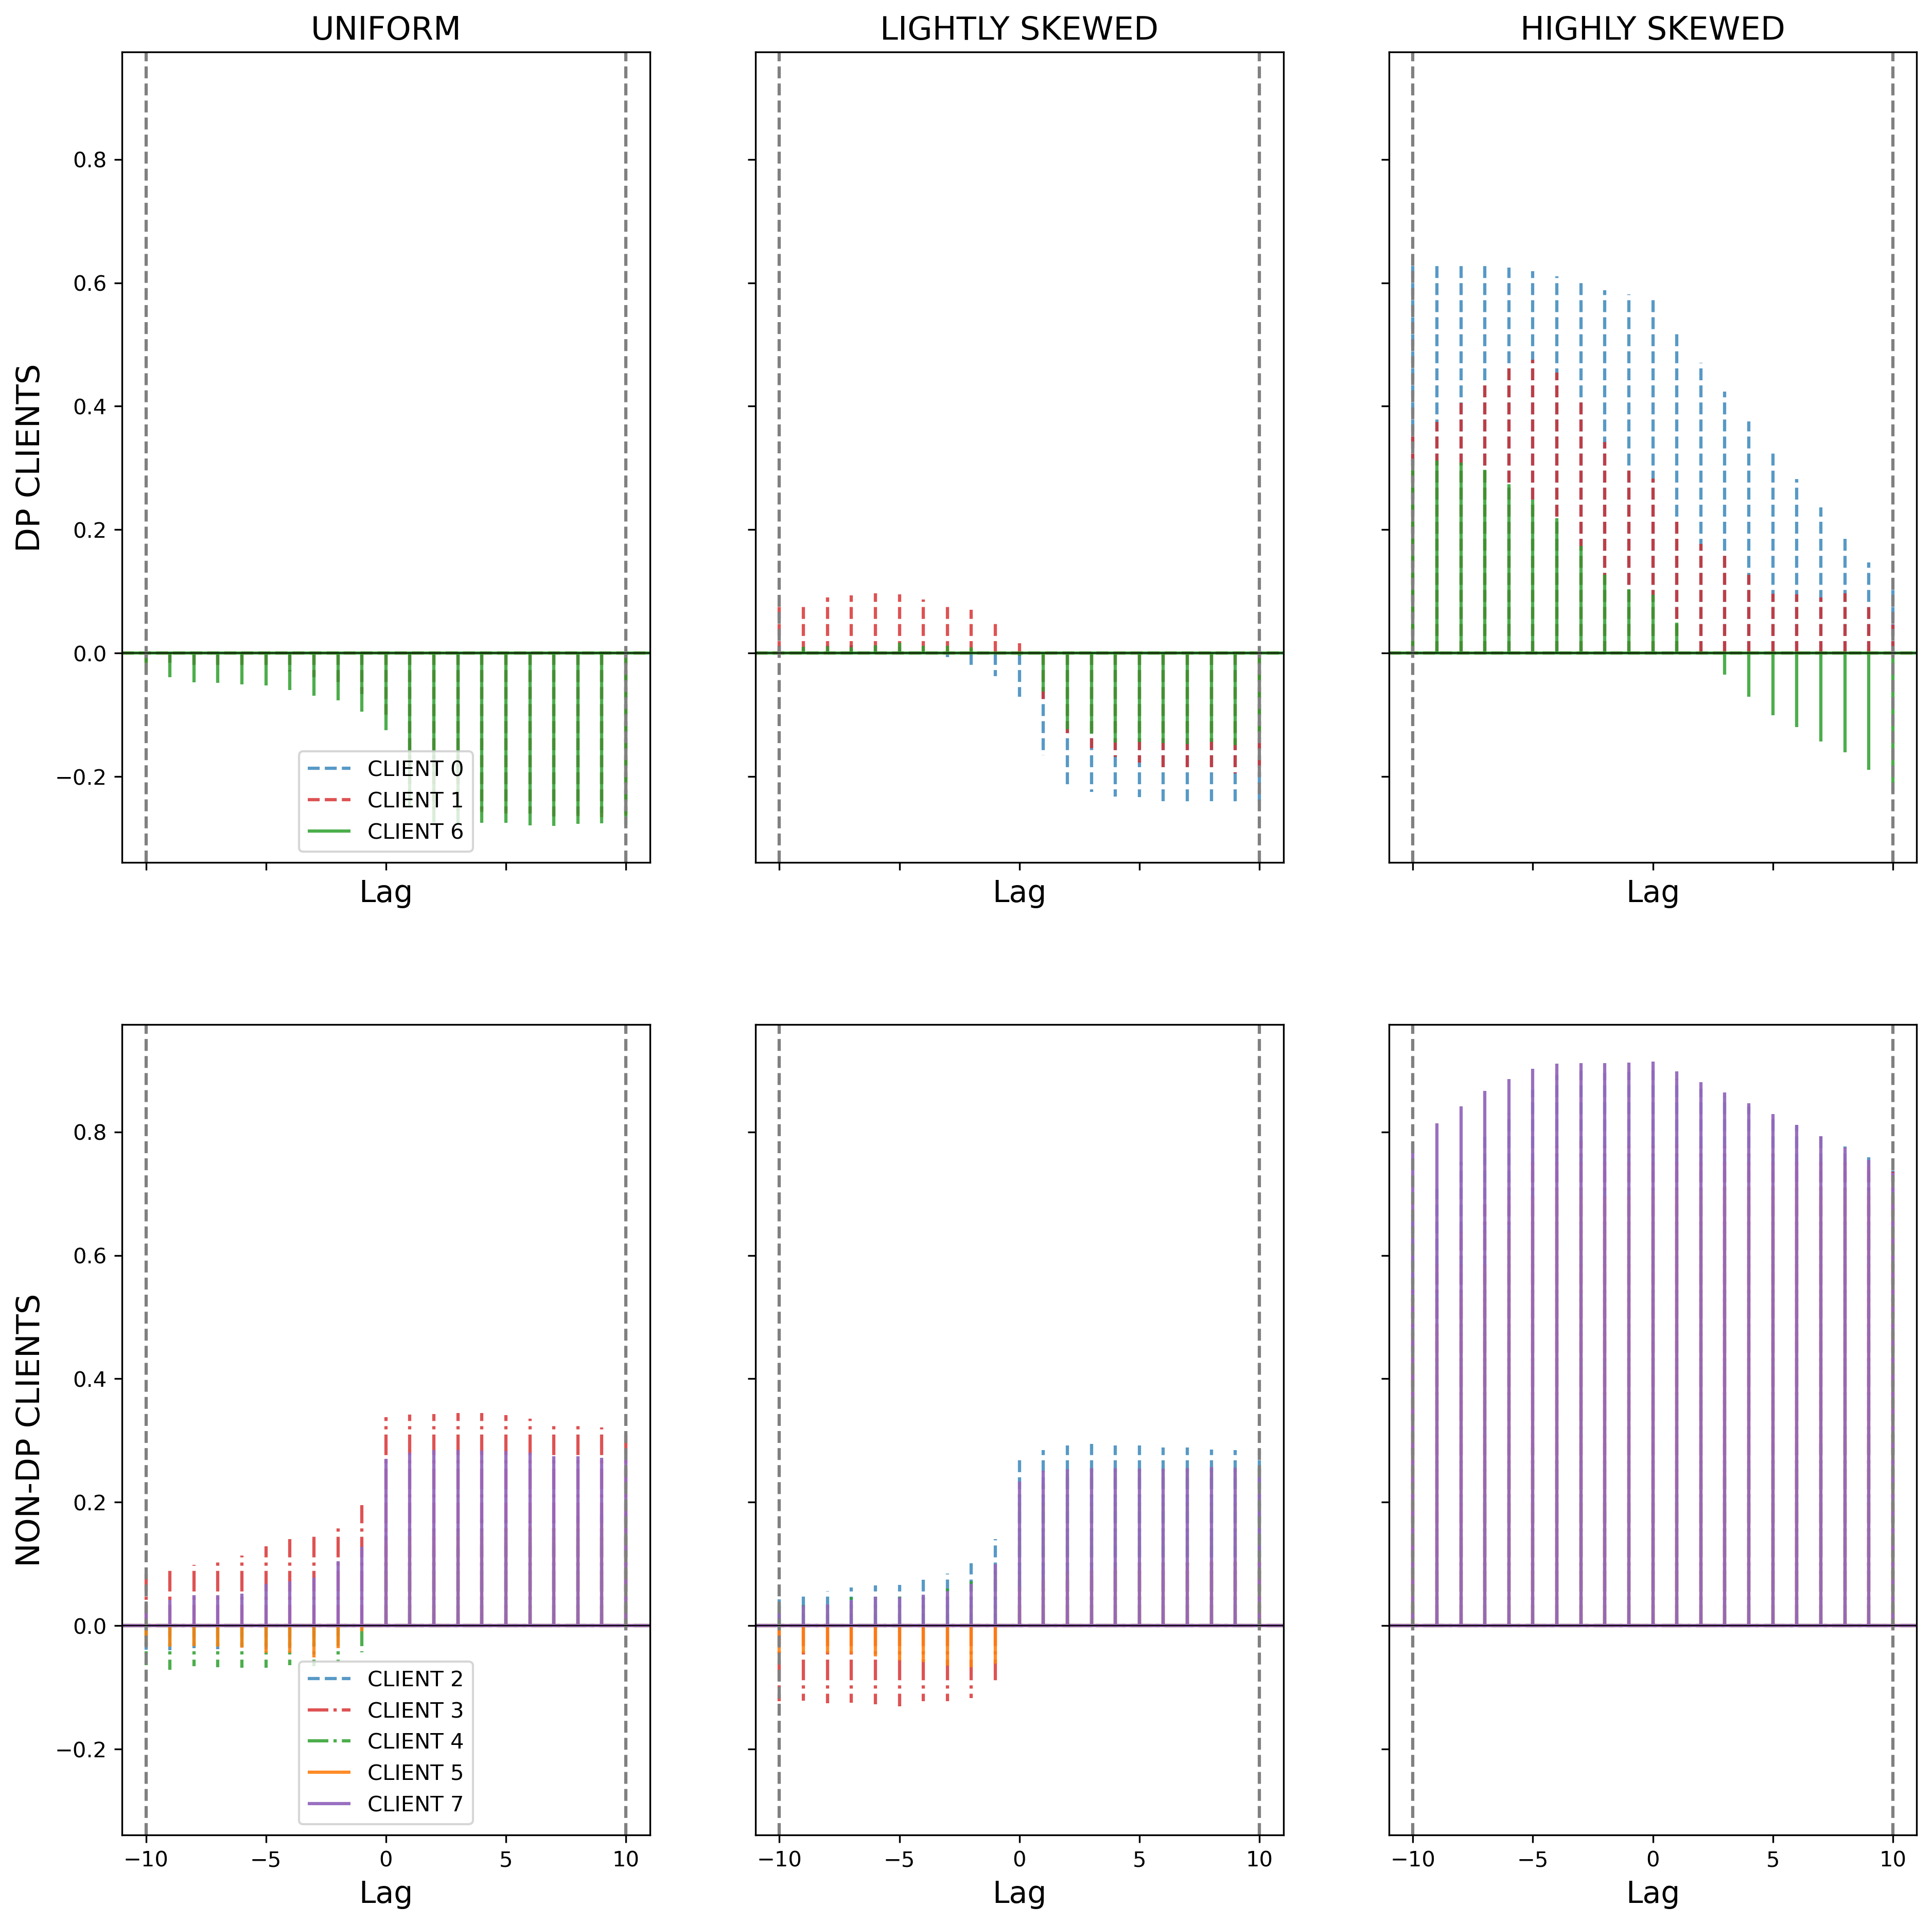 UNIFORM
LIGHTLY SKEWED
HIGHLY SKEWED
DP CLIENTS
0.8
0.6
0.4
0.2
0.0
−0.2
CLIENT 0
CLIENT 1
CLIENT 6
Lag
Lag
Lag
NON-DP CLIENTS
0.8
0.6
0.4
0.2
0.0
−0.2
CLIENT 2
CLIENT 3
CLIENT 4
CLIENT 5
CLIENT 7
−10 −5 0 5 10
−10 −5 0 5 10
−10 −5 0 5 10
Lag
Lag
Lag